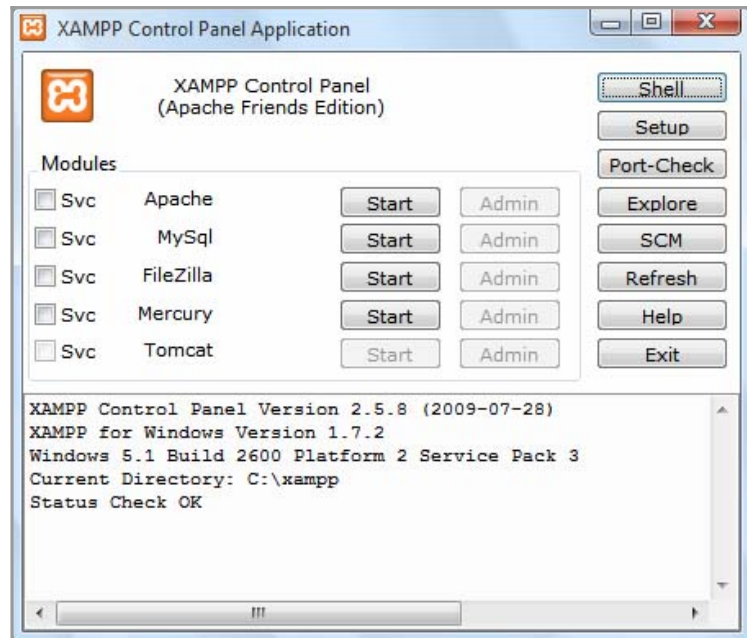 XAMPP Control Panel Application
XAMPP Control Panel
(Apache Friends Edition)
Shell
Setup
Port-Check
Explore
SCM
Refresh
Help
Exit
Modules
Svc Apache Start Admin
Svc MySql Start Admin
Svc FileZilla Start Admin
Svc Mercury Start Admin
Svc Tomcat Start Admin
XAMPP Control Panel Version 2.5.8 (2009-07-28)
XAMPP for Windows Version 1.7.2
Windows 5.1 Build 2600 Platform 2 Service Pack 3
Current Directory: C:\xampp
Status Check OK